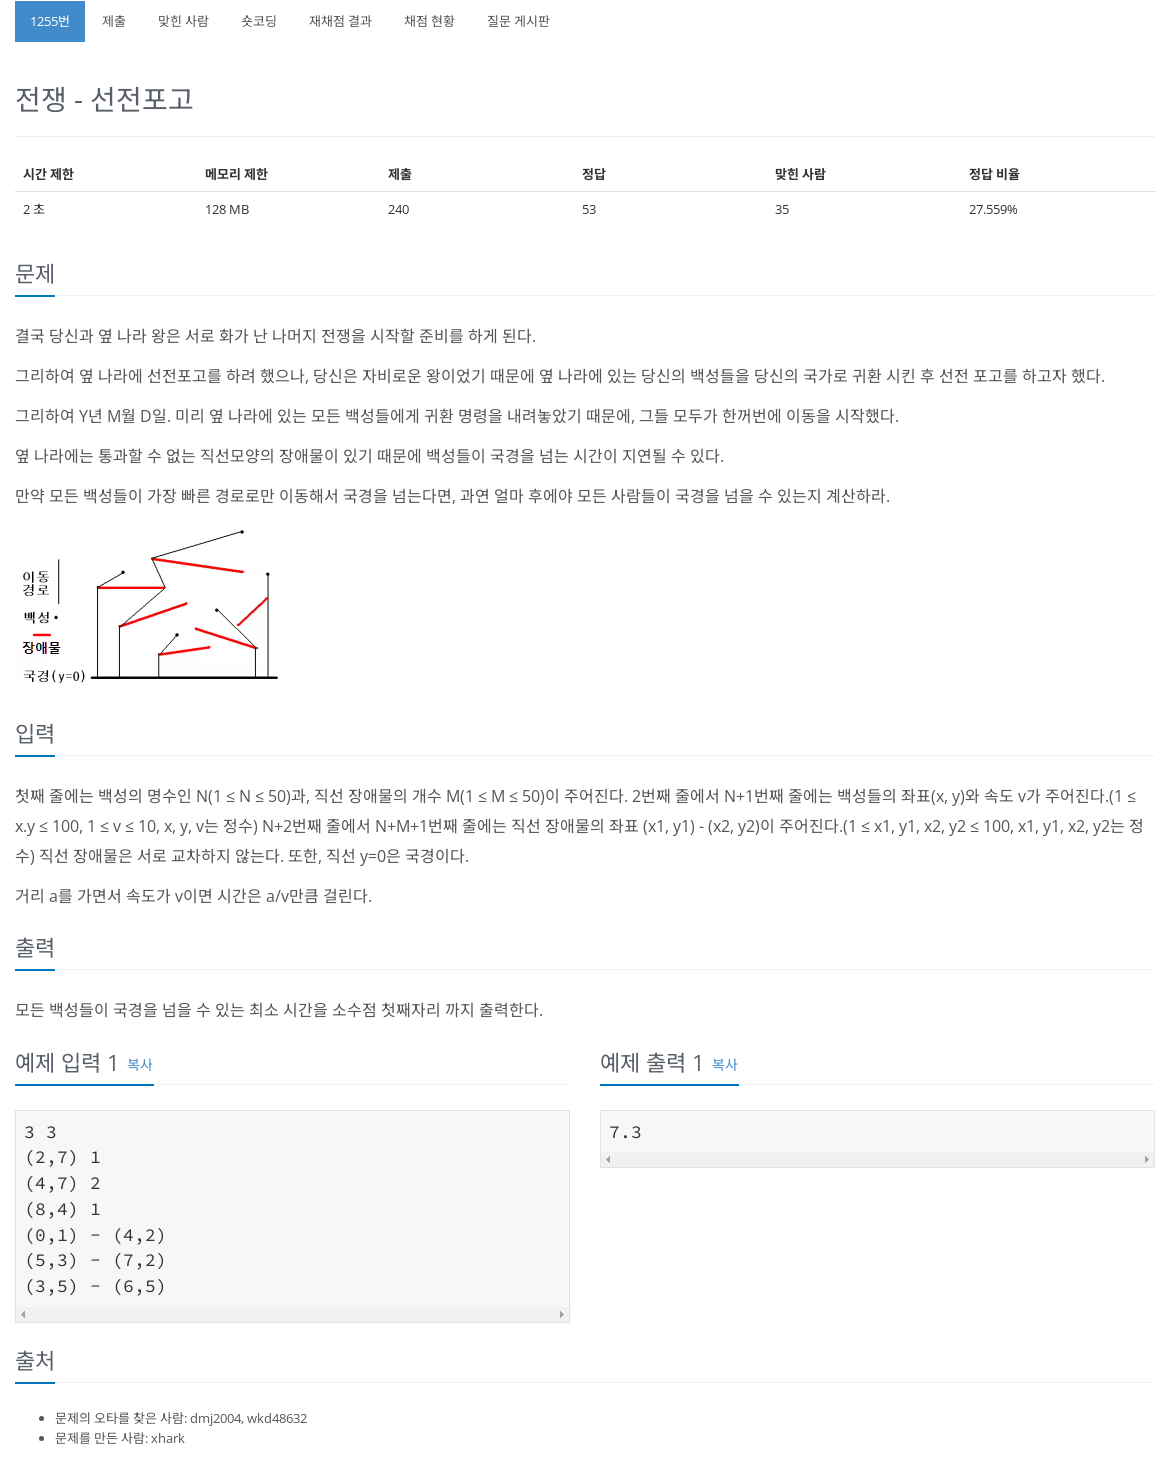 1255번 제출 맞힌 사람 숏코딩 재채점 결과 채점 현황 질문 게시판
전쟁 - 선전포고
시간 제한 메모리 제한 제출 정답 맞힌 사람 정답 비율
2 초 128 MB 240 53 35 27.559%
문제
결국 당신과 옆 나라 왕은 서로 화가 난 나머지 전쟁을 시작할 준비를 하게 된다.
그리하여 옆 나라에 선전포고를 하려 했으나, 당신은 자비로운 왕이었기 때문에 옆 나라에 있는 당신의 백성들을 당신의 국가로 귀환 시킨 후 선전 포고를 하고자 했다.
그리하여 Y년 M월 D일. 미리 옆 나라에 있는 모든 백성들에게 귀환 명령을 내려놓았기 때문에, 그들 모두가 한꺼번에 이동을 시작했다.
옆 나라에는 통과할 수 없는 직선모양의 장애물이 있기 때문에 백성들이 국경을 넘는 시간이 지연될 수 있다.
만약 모든 백성들이 가장 빠른 경로로만 이동해서 국경을 넘는다면, 과연 얼마 후에야 모든 사람들이 국경을 넘을 수 있는지 계산하라.
이동
경로
백성
장애물
국경(y=0)
입력
첫째 줄에는 백성의 명수인 N(1 ≤ N ≤ 50)과, 직선 장애물의 개수 M(1 ≤ M ≤ 50)이 주어진다. 2번째 줄에서 N+1번째 줄에는 백성들의 좌표(x, y)와 속도 v가 주어진다.(1 ≤
x.y ≤ 100, 1 ≤ v ≤ 10, x, y, v는 정수) N+2번째 줄에서 N+M+1번째 줄에는 직선 장애물의 좌표 (x1, y1) - (x2, y2)이 주어진다.(1 ≤ x1, y1, x2, y2 ≤ 100, x1, y1, x2, y2는 정
수) 직선 장애물은 서로 교차하지 않는다. 또한, 직선 y=0은 국경이다.
거리 a를 가면서 속도가 v이면 시간은 a/v만큼 걸린다.
출력
모든 백성들이 국경을 넘을 수 있는 최소 시간을 소수점 첫째자리 까지 출력한다.
예제 입력 1 복사
3 3
(2,7) 1
(4,7) 2
(8,4) 1
(0,1) - (4,2)
(5,3) - (7,2)
(3,5) - (6,5)
예제 출력 1 복사
7.3
출처
문제의 오타를 찾은 사람: dmj2004, wkd48632
문제를 만든 사람: xhark